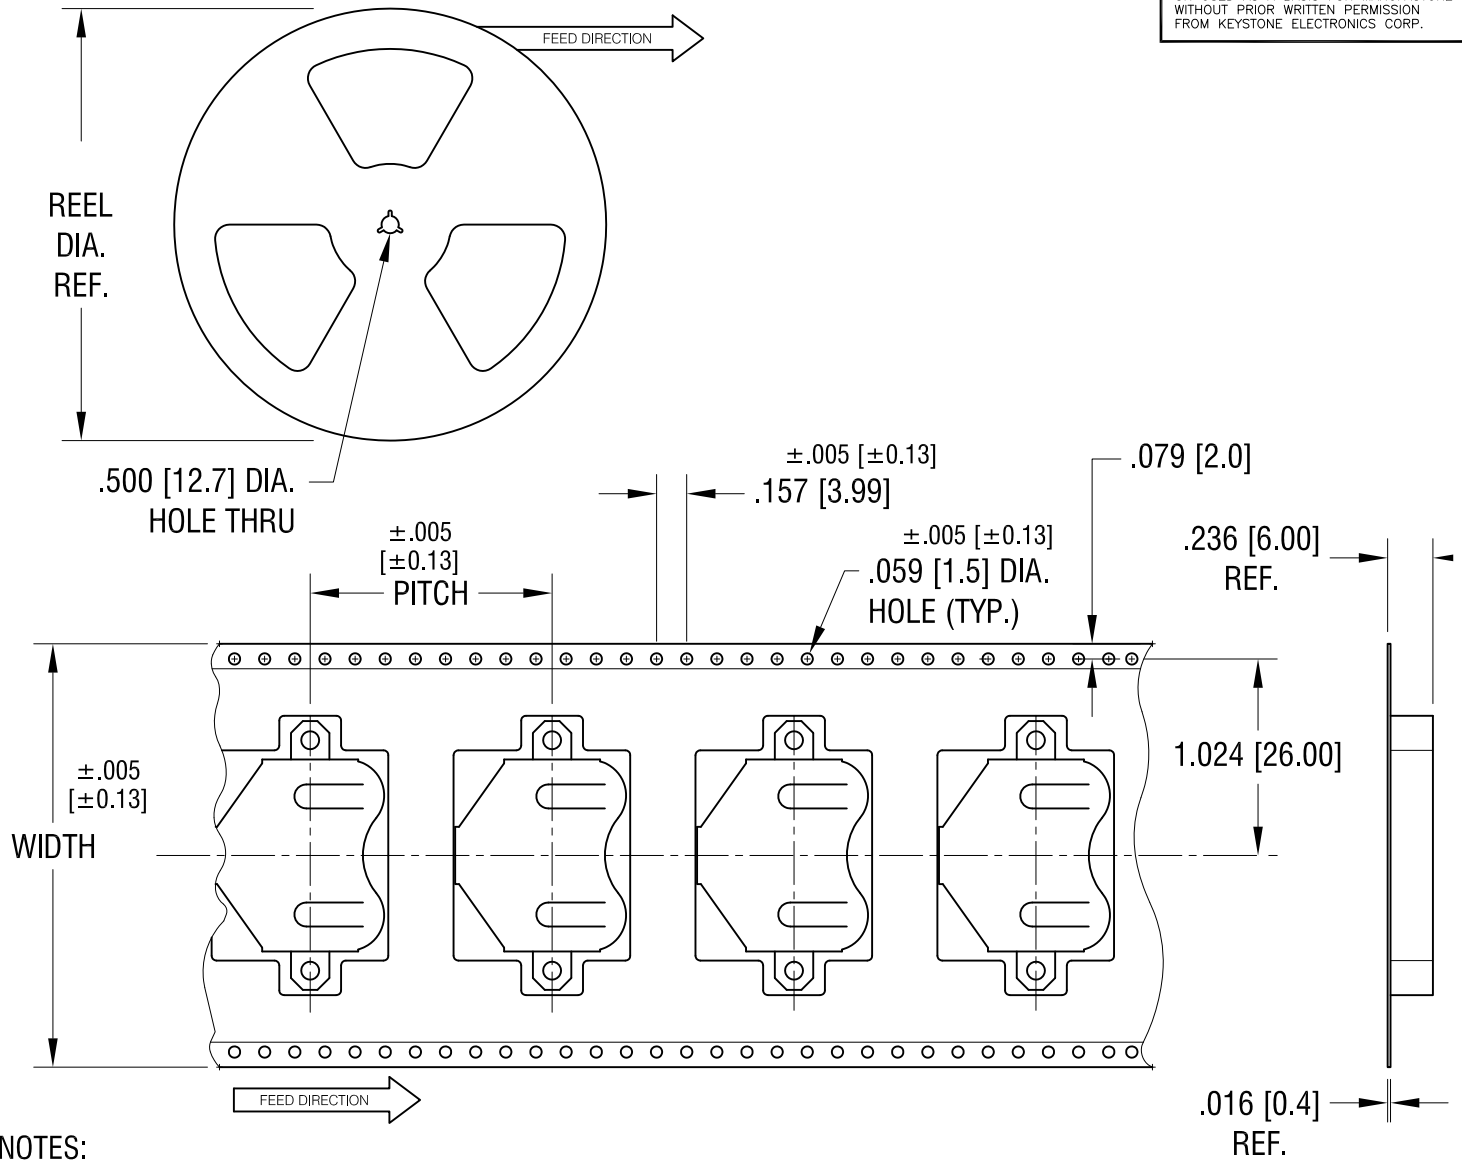 WITHOUT PRIOR WRITTEN PERMISSION
FROM KEYSTONE ELECTRONICS CORP.
FEED DIRECTION
REEL
DIA.
REF.
.500 [12.7] DIA.
HOLE THRU
±.005 [±0.13]
.157 [3.99]
.079 [2.0]
±.005
[±0.13]
PITCH
±.005 [±0.13]
.059 [1.5] DIA.
HOLE (TYP.)
.236 [6.00]
REF.
±.005
[±0.13]
WIDTH
1.024 [26.00]
FEED DIRECTION
.016 [0.4]
REF.
NOTES: